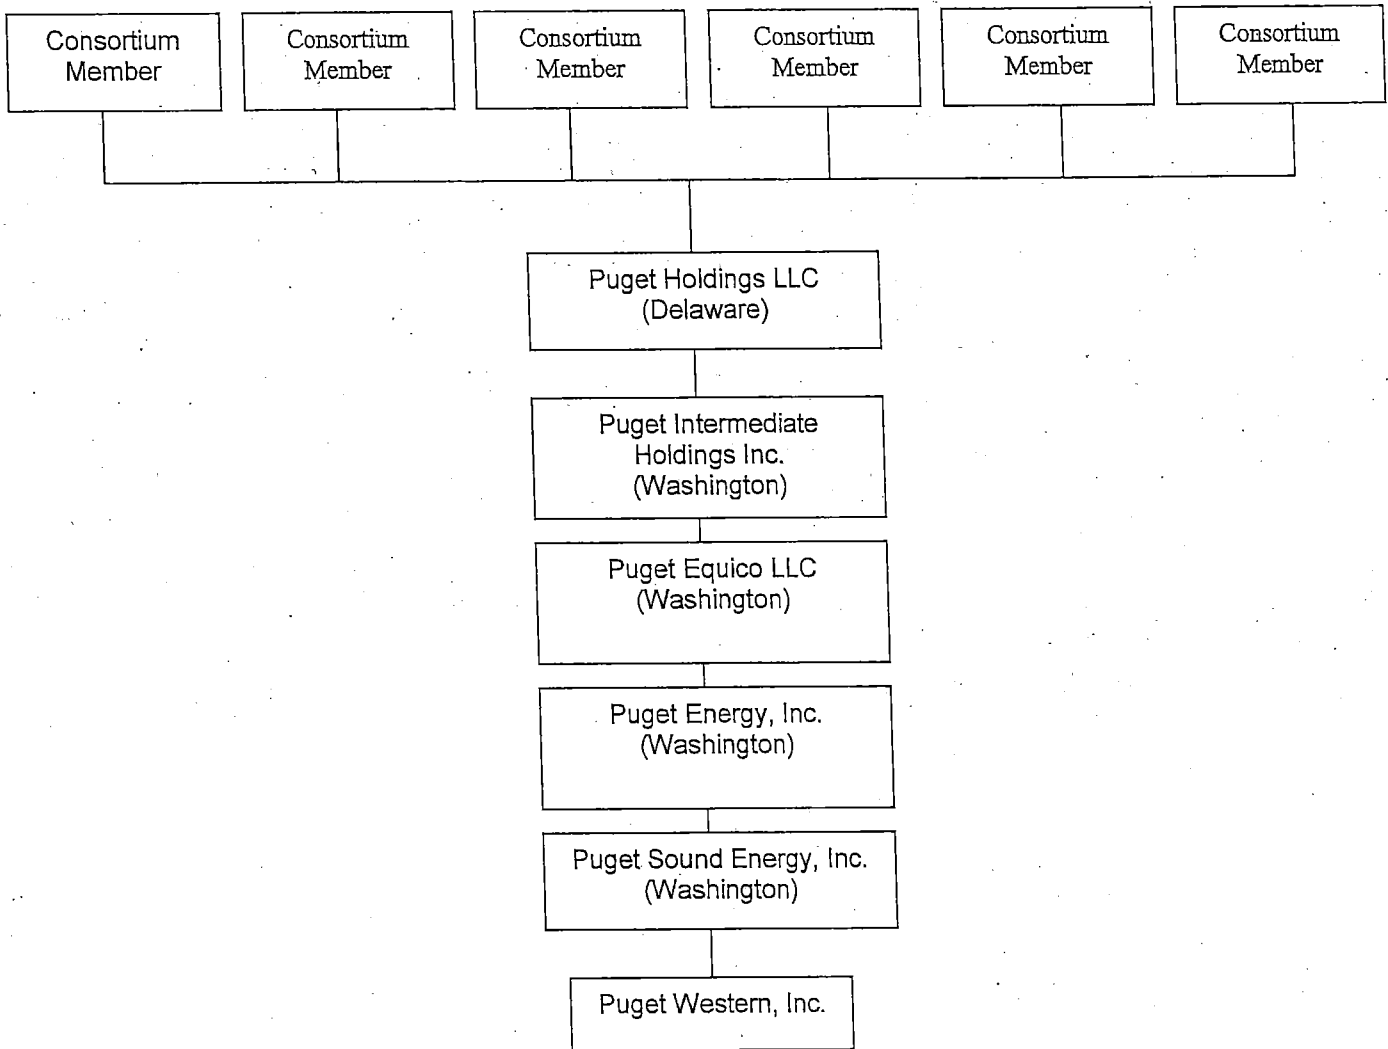 Consortium
Member
Consortium
Member
Consortium
Member
Consortium
Member
Consortium
Member
Consortium
Member
Puget Holdings LLC
(Delaware)
Puget Intermediate
Holdings Inc.
(Washington)
Puget Equico LLC
(Washington)
Puget Energy, Inc.
(Washington)
Puget Sound Energy, Inc.
(Washington)
Puget Western, Inc.